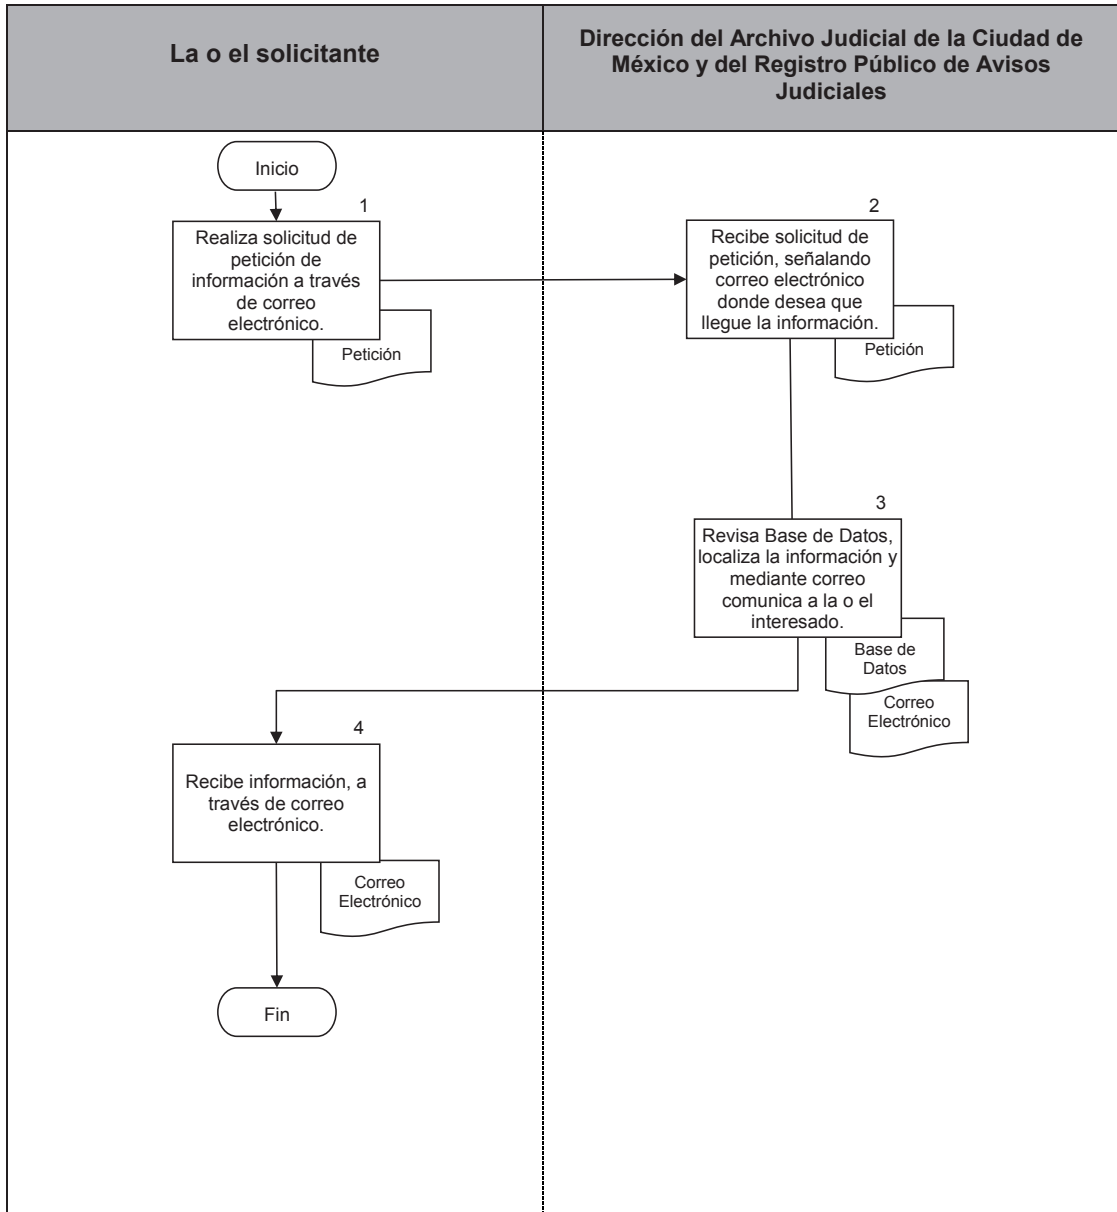 La o el solicitante
Dirección del Archivo Judicial de la Ciudad de
México y del Registro Público de Avisos
Judiciales
Inicio
1
Realiza solicitud de
petición de
información a través
de correo
electrónico.
Petición
2
Recibe solicitud de
petición, señalando
correo electrónico
donde desea que
llegue la información.
Petición
3
Revisa Base de Datos,
localiza la información y
mediante correo
comunica a la o el
interesado.
Base de
Datos
Correo
Electrónico
4
Recibe información, a
través de correo
electrónico.
Correo
Electrónico
Fin